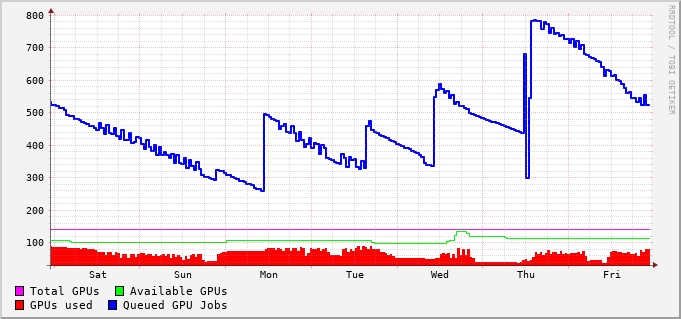 800
700
600
500
400
300
200
100
Sat Sun Mon Tue Wed Thu Fri
Total GPUs Available GPUs
GPUs used Queued GPU Jobs
RRDTOOL / TOBI OETIKER